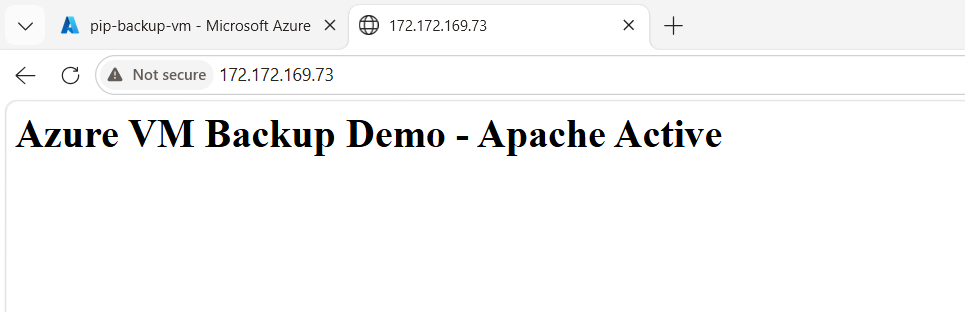 pip-backup-vm - Microsoft Azure
172.172.169.73
Not secure
172.172.169.73
Azure VM Backup Demo - Apache Active